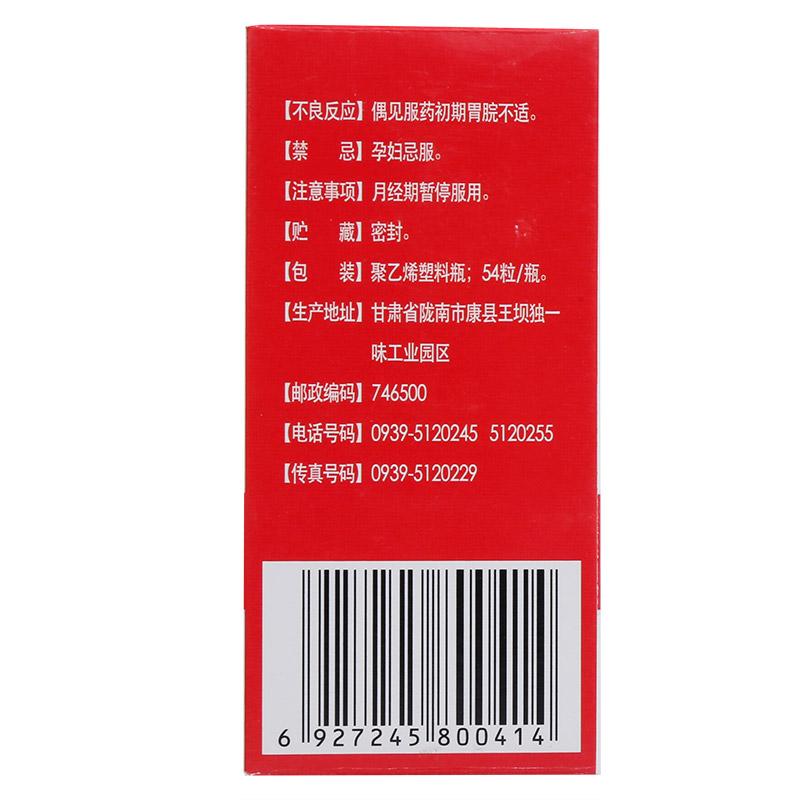 【不良反应】偶见服药初期胃脘不适。
【禁 忌】孕妇忌服。
【注意事项】月经期暂停服用。
【贮 藏】密封。
【包 装】聚乙烯塑料瓶；54粒/瓶。
【生产地址】甘肃省陇南市康县王坝独一
味工业园区
【邮政编码】746500
【电话号码】0939-5120245 5120255
【传真号码】0939-5120229
6 927245 800414